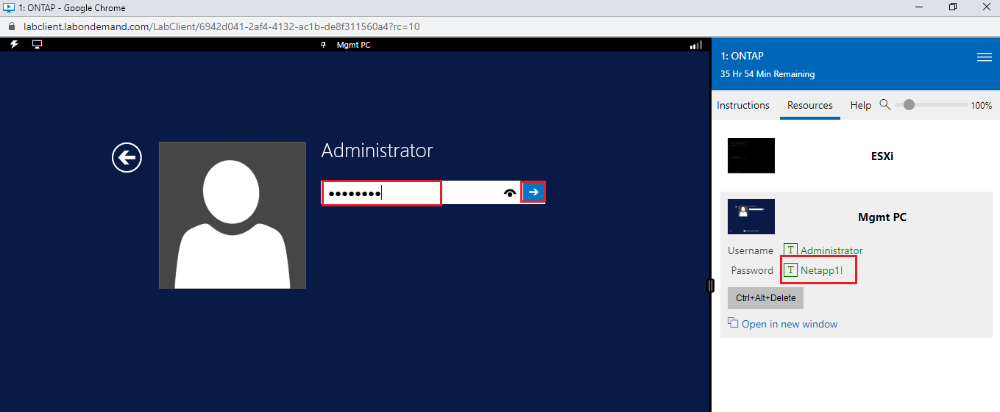 1: ONTAP - Google Chrome
labclient.labondemand.com/LabClient/6942d041-2af4-4132-ac1b-de8f311560a4?rc=10
Mgmt PC
Administrator
1: ONTAP
35 Hr 54 Min Remaining
Instructions Resources Help 100%
ESXi
Mgmt PC
Username T Administrator
Password T Netapp1!
Ctrl+Alt+Delete
Open in new window